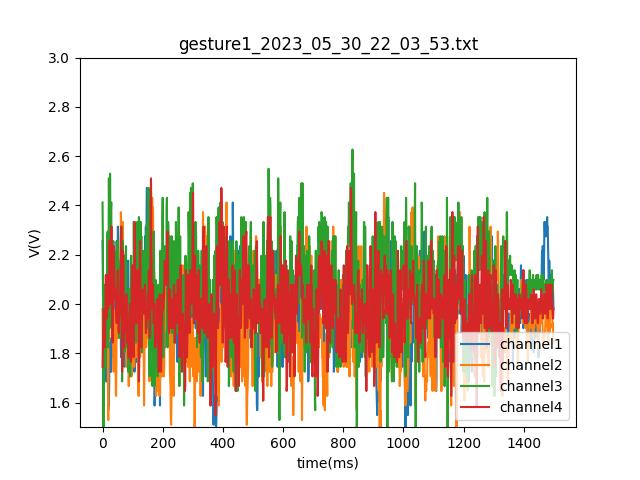 gesture1_2023_05_30_22_03_53.txt
3.0
2.8
2.6
2.4
2.2
2.0
1.8
1.6
V(V)
channel1
channel2
channel3
channel4
0 200 400 600 800 1000 1200 1400
time(ms)